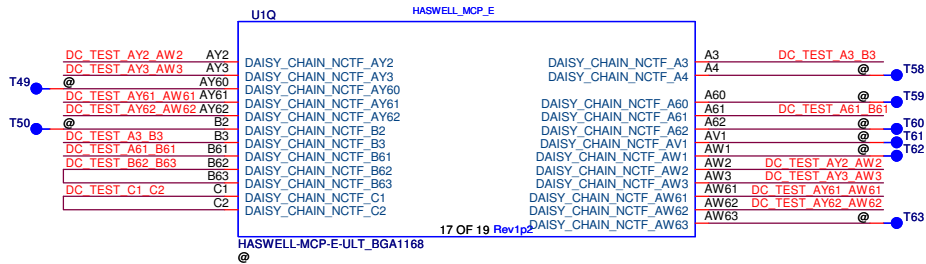 U1Q
HASWELL_MCP_E
DC_TEST_AY2_AW2 AY2 DAISY_CHAIN_NCTF_AY2
DC_TEST_AY3_AW3 AY3 DAISY_CHAIN_NCTF_AY3
T49 @ AY60 DAISY_CHAIN_NCTF_AY60
DC_TEST_AY61_AW61 AY61 DAISY_CHAIN_NCTF_AY61
DC_TEST_AY62_AW62 AY62 DAISY_CHAIN_NCTF_AY62
T50 @ B2 DAISY_CHAIN_NCTF_B2
DC_TEST_A3_B3 B3 DAISY_CHAIN_NCTF_B3
DC_TEST_A61_B61 B61 DAISY_CHAIN_NCTF_B61
DC_TEST_B62_B63 B62 DAISY_CHAIN_NCTF_B62
B63 DAISY_CHAIN_NCTF_B63
DC_TEST_C1_C2 C1 DAISY_CHAIN_NCTF_C1
C2 DAISY_CHAIN_NCTF_C2
DAISY_CHAIN_NCTF_A3 A3 DC_TEST_A3_B3
DAISY_CHAIN_NCTF_A4 A4 @ T58
DAISY_CHAIN_NCTF_A60 A60 @ T59
DAISY_CHAIN_NCTF_A61 A61 DC_TEST_A61_B61
DAISY_CHAIN_NCTF_A62 A62 @ T60
DAISY_CHAIN_NCTF_AV1 AV1 @ T61
DAISY_CHAIN_NCTF_AW1 AW1 @ T62
DAISY_CHAIN_NCTF_AW2 AW2 DC_TEST_AY2_AW2
DAISY_CHAIN_NCTF_AW3 AW3 DC_TEST_AY3_AW3
DAISY_CHAIN_NCTF_AW61 AW61 DC_TEST_AY61_AW61
DAISY_CHAIN_NCTF_AW62 AW62 DC_TEST_AY62_AW62
DAISY_CHAIN_NCTF_AW63 AW63 @ T63
17 OF 19 Rev1p2
HASWELL-MCP-E-ULT_BGA1168
@